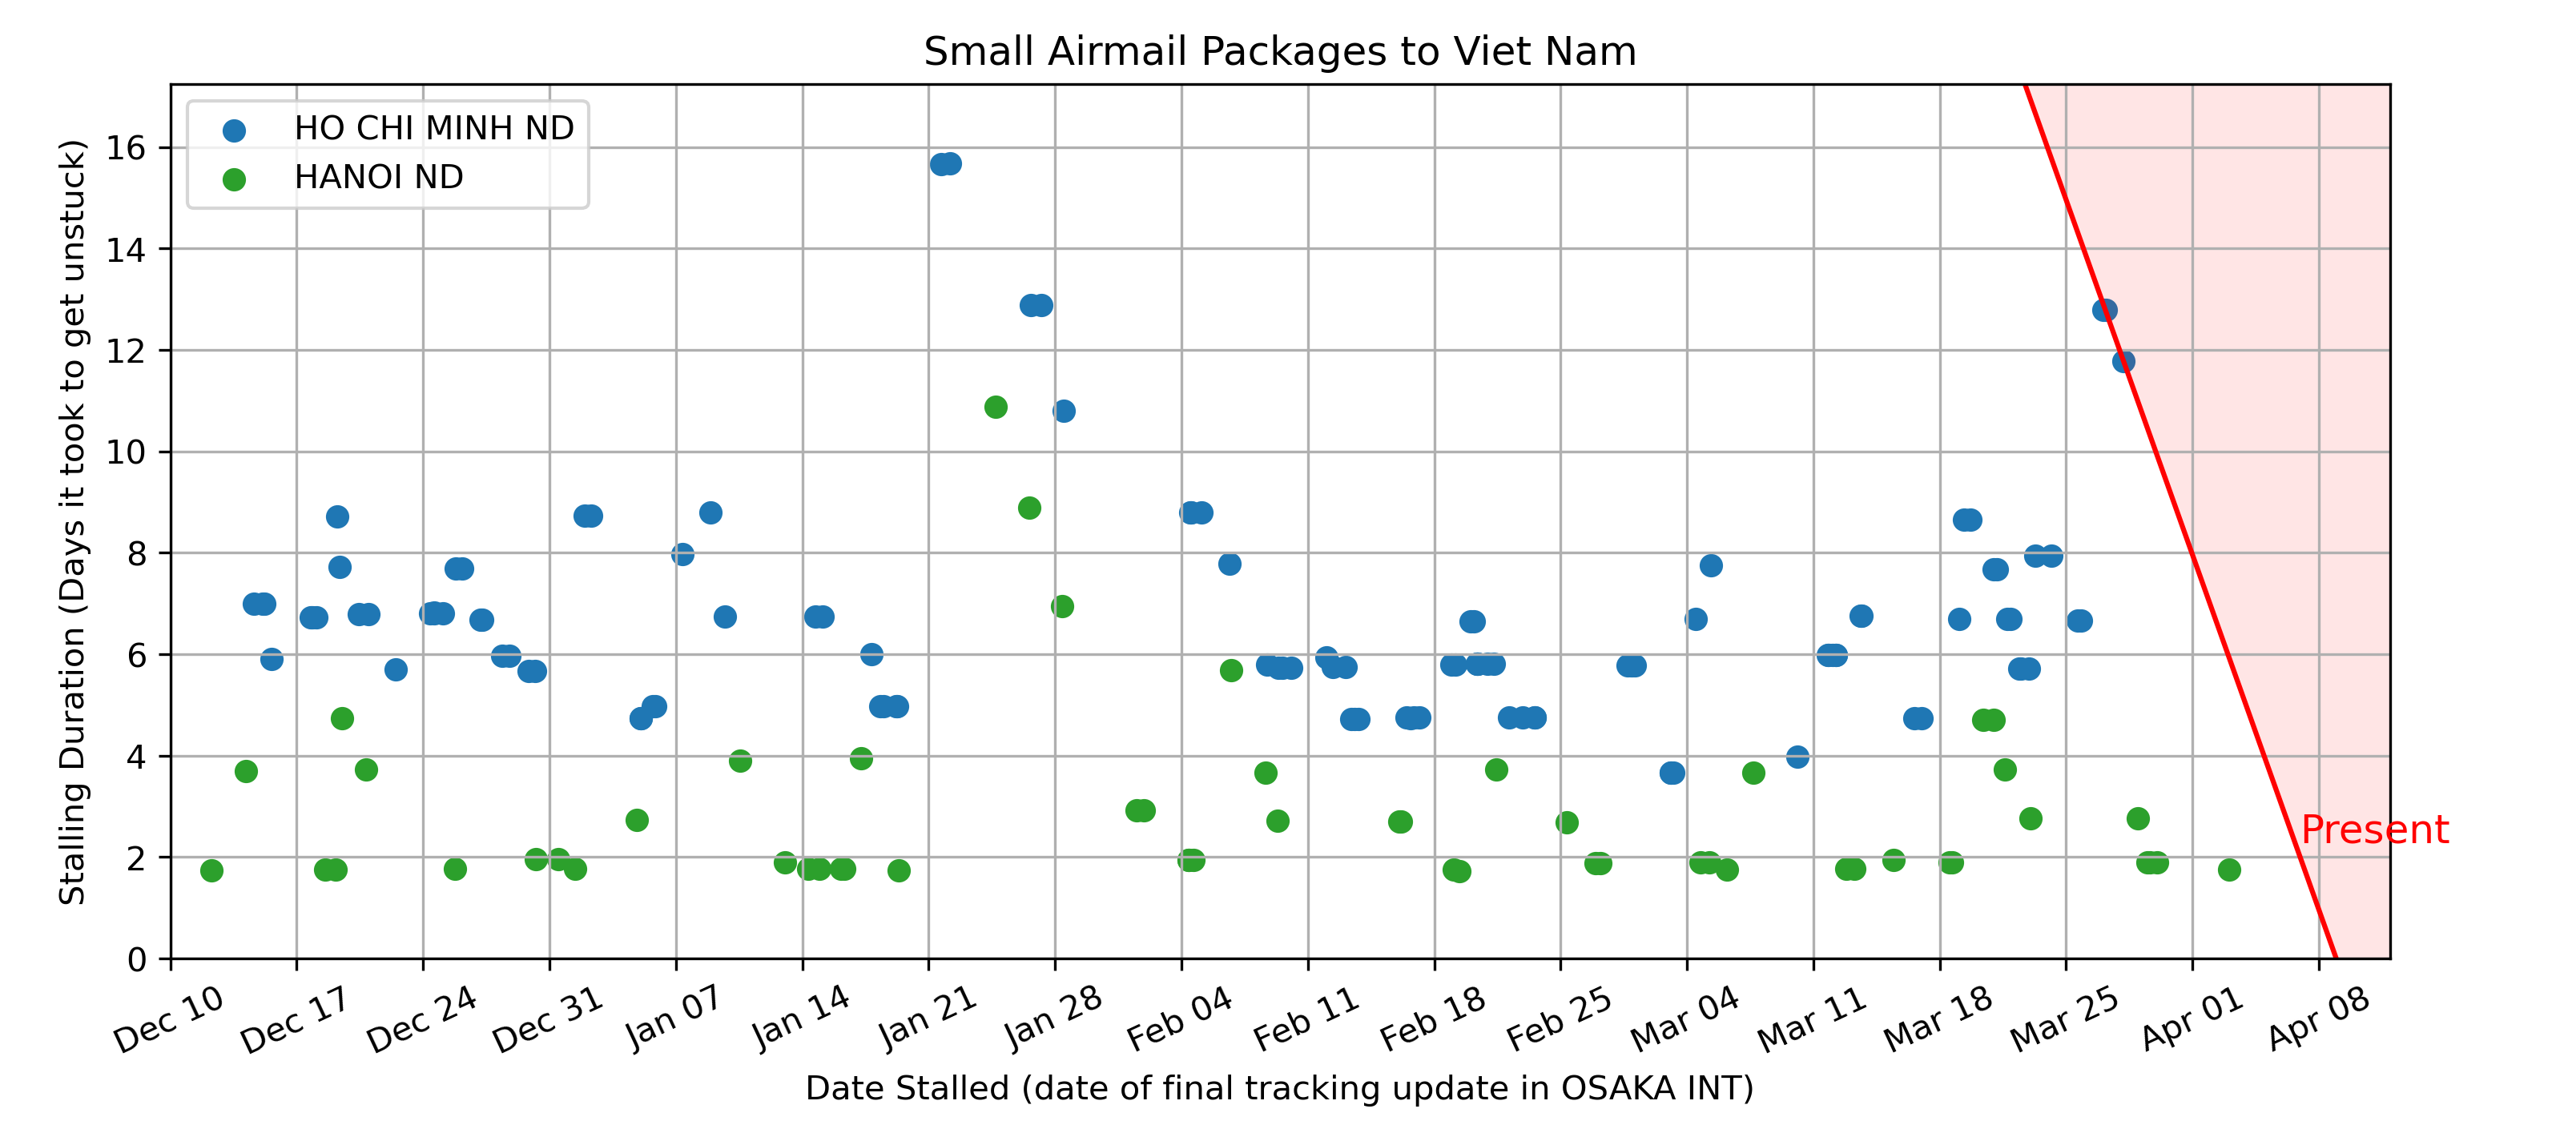 Small Airmail Packages to Viet Nam
HO CHI MINH ND
HANOI ND
Stalling Duration (Days it took to get unstuck)
16
14
12
10
8
6
4
2
0
Present
Dec 10
Dec 17
Dec 24
Dec 31
Jan 07
Jan 14
Jan 21
Jan 28
Feb 04
Feb 11
Feb 18
Feb 25
Mar 04
Mar 11
Mar 18
Mar 25
Apr 01
Apr 08
Date Stalled (date of final tracking update in OSAKA INT)